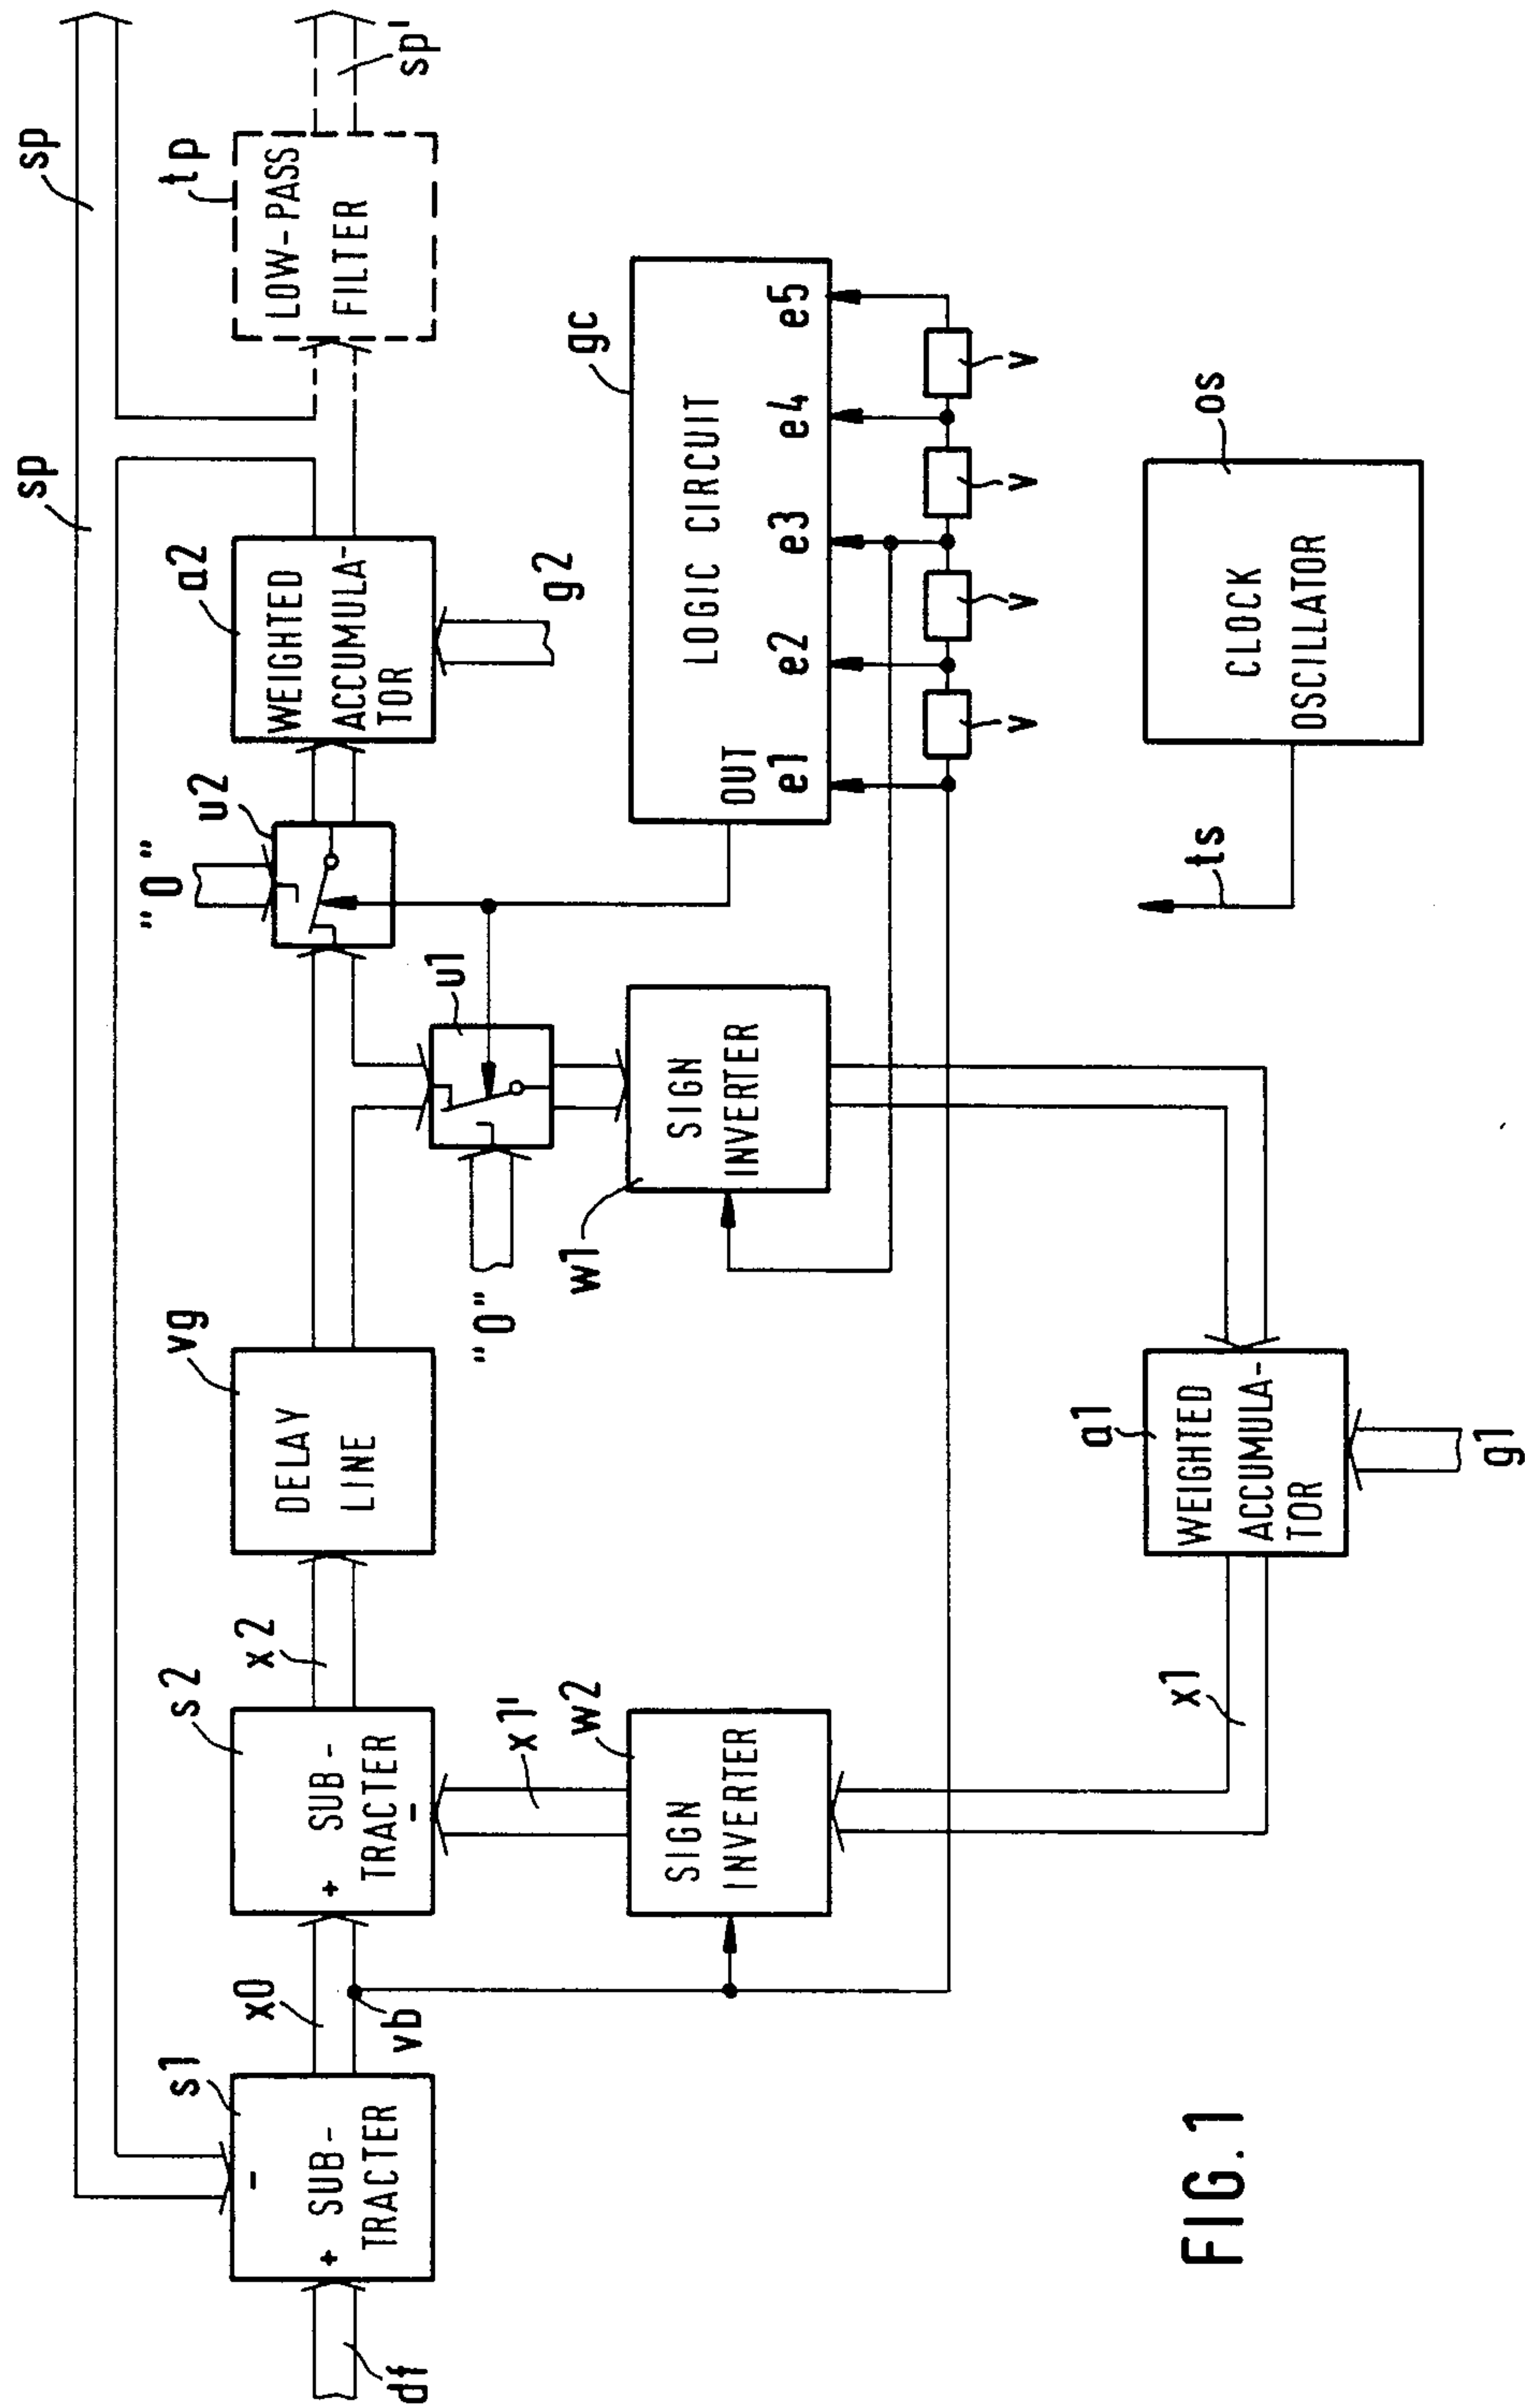 sp
sp
sp'
tp
LOW-PASS
FILTER
a2
WEIGHTED
ACCUMULA-
TOR
g2
"0"
u2
vg
DELAY
LINE
x2
s2
+ SUB-
TRACTER
-
x0
vb
s1
-
+ SUB-
TRACTER
df
gc
LOGIC CIRCUIT
OUT
e1 e2 e3 e4 e5
v v v v
u1
"0"
w1
SIGN
INVERTER
x1'
w2
SIGN
INVERTER
os
CLOCK
OSCILLATOR
ts
a1
WEIGHTED
ACCUMULA-
TOR
g1
x1
FIG.1